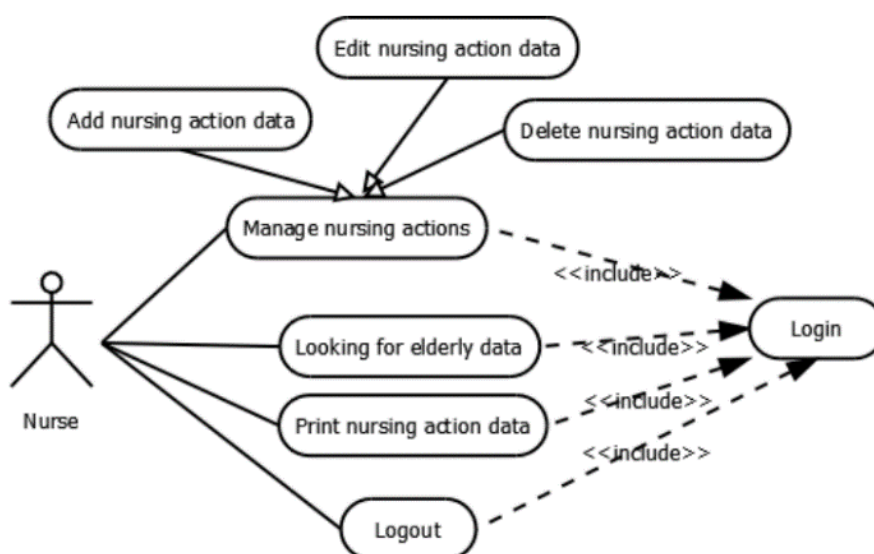 Edit nursing action data
Add nursing action data
Delete nursing action data
Manage nursing actions
<<include>>
Login
Looking for elderly data
<<include>>
Print nursing action data
<<include>>
Nurse
<<include>>
Logout